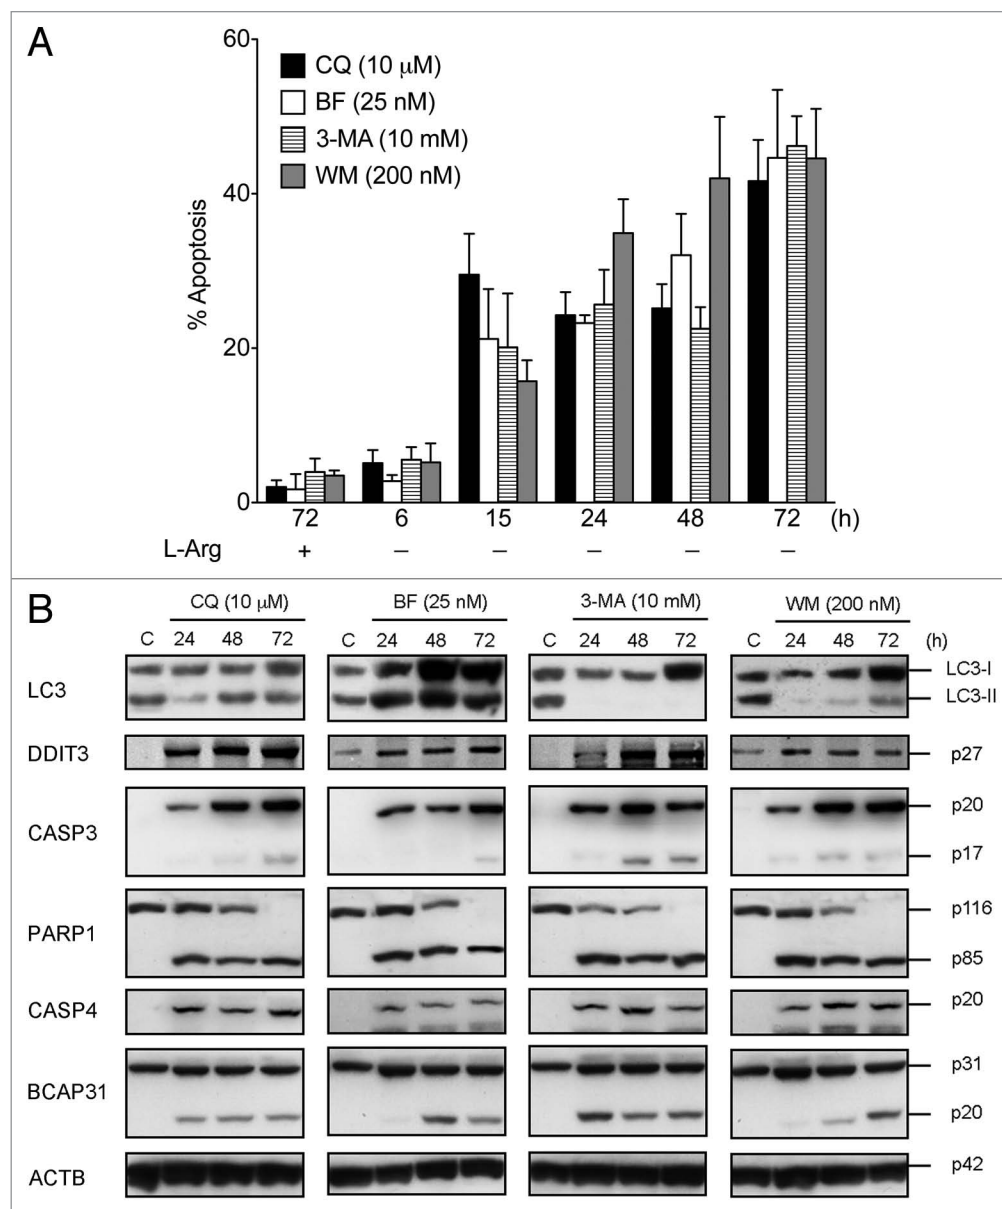 A
60
CQ (10 μM)
BF (25 nM)
3-MA (10 mM)
WM (200 nM)
40
% Apoptosis
20
0
72 6 15 24 48 72 (h)
L-Arg + – – – – –
B
CQ (10 μM) BF (25 nM) 3-MA (10 mM) WM (200 nM)
C 24 48 72 C 24 48 72 C 24 48 72 C 24 48 72 (h)
LC3 LC3-I
LC3-II
DDIT3 p27
CASP3 p20
p17
PARP1 p116
p85
CASP4 p20
BCAP31 p31
p20
ACTB p42